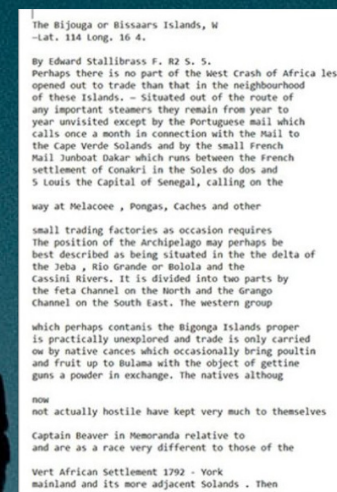 The Bijouga or Bissaars Islands, W
—Lat. 114 Long. 16 4.
By Edward Stallibrass F. R2 S. 5.
Perhaps there is no part of the West Crash of Africa les
opened out to trade than that in the neighbourhood
of these Islands. — Situated out of the route of
any important steamers they remain from year to
year unvisited except by the Portuguese mail which
calls once a month in connection with the Mail to
the Cape Verde Solands and by the small French
Mail Junboat Dakar which runs between the French
settlement of Conakri in the Soles do dos and
5 Louis the Capital of Senegal, calling on the
way at Melacoee , Pongas, Caches and other
small trading factories as occasion requires
The position of the Archipelago may perhaps be
best described as being situated in the the delta of
the Jeba , Rio Grande or Bolola and the
Cassini Rivers. It is divided into two parts by
the feta Channel on the North and the Grango
Channel on the South East. The western group
which perhaps contanis the Bigonga Islands proper
is practically unexplored and trade is only carried
ow by native cances which occasionally bring poultin
and fruit up to Bulama with the object of gettine
guns a powder in exchange. The natives althoug
now
not actually hostile have kept very much to themselves
Captain Beaver in Memoranda relative to
and are as a race very different to those of the
Vert African Settlement 1792 - York
mainland and its more adjacent Solands . Then